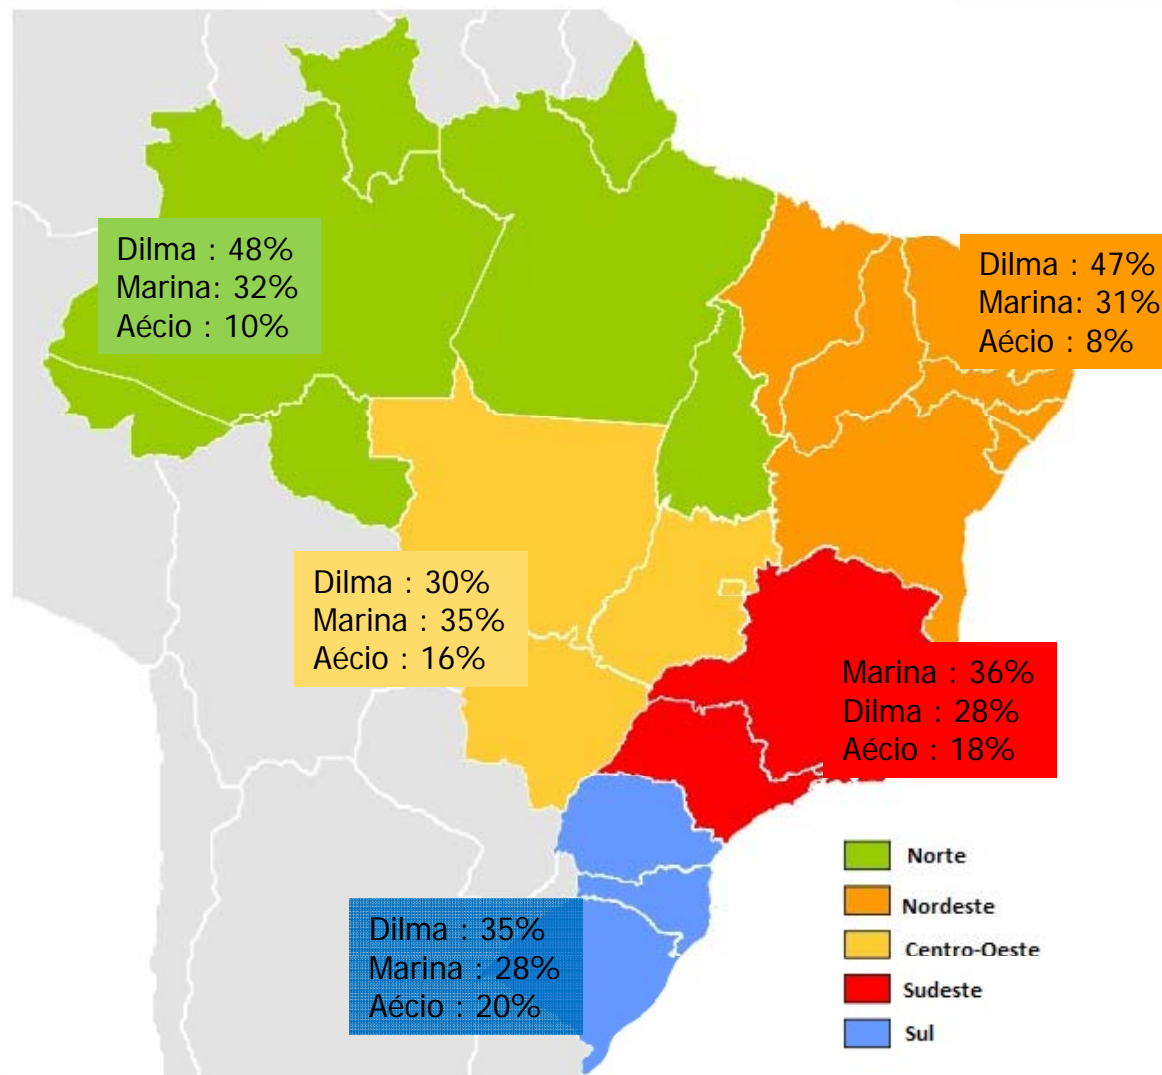 Dilma : 48%
Marina: 32%
Aécio : 10%
Dilma : 47%
Marina: 31%
Aécio : 8%
Dilma : 30%
Marina : 35%
Aécio : 16%
Marina : 36%
Dilma : 28%
Aécio : 18%
Dilma : 35%
Marina : 28%
Aécio : 20%
Norte
Nordeste
Centro-Oeste
Sudeste
Sul